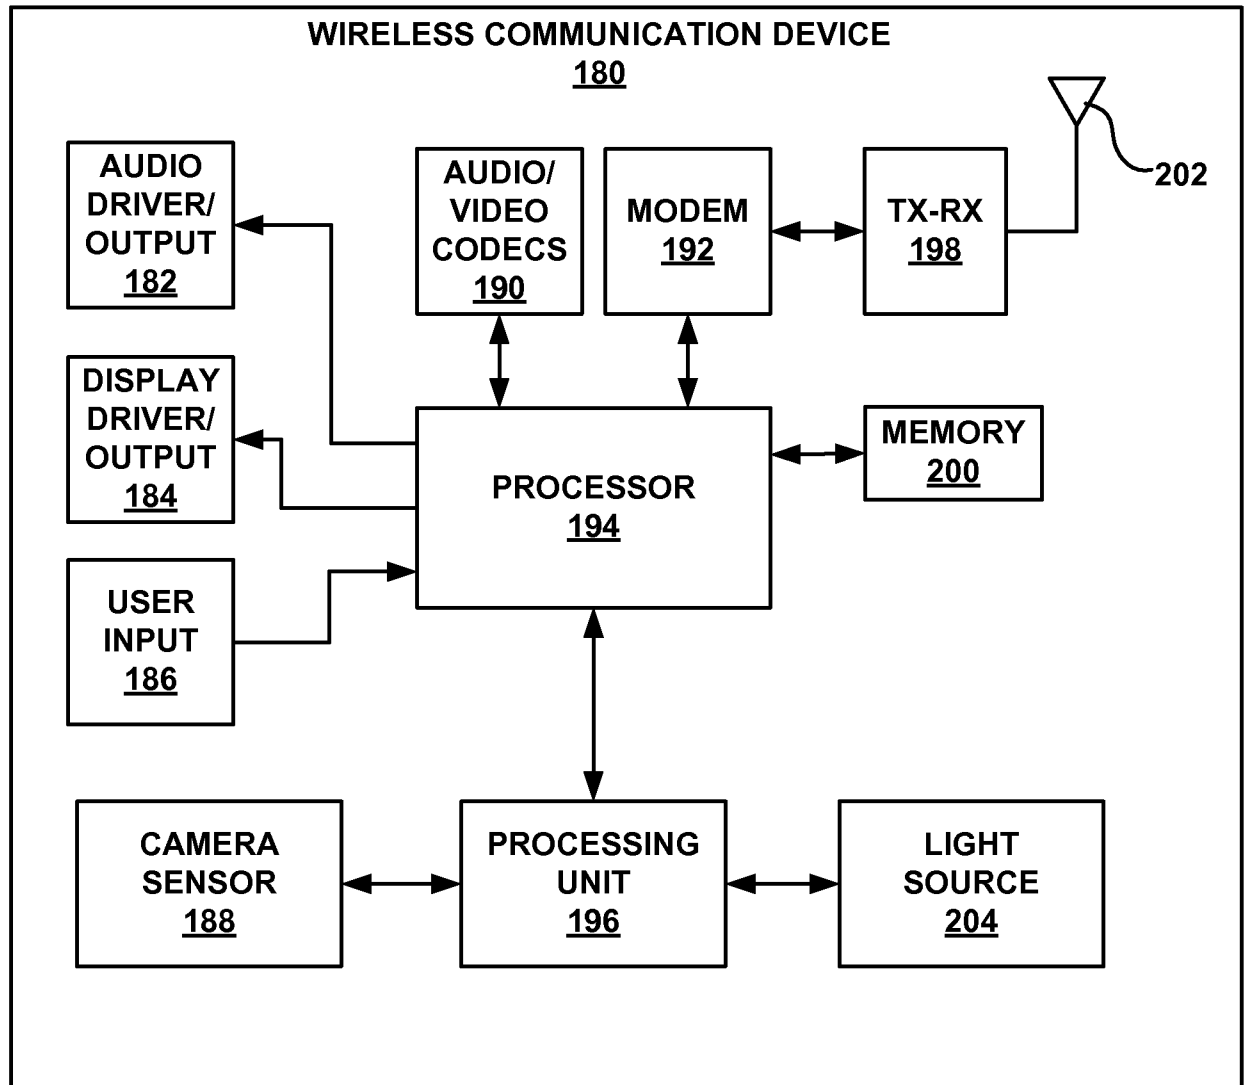 WIRELESS COMMUNICATION DEVICE
180
AUDIO
DRIVER/
OUTPUT
182
AUDIO/
VIDEO
CODECS
190
MODEM
192
TX-RX
198
202
DISPLAY
DRIVER/
OUTPUT
184
PROCESSOR
194
MEMORY
200
USER
INPUT
186
CAMERA
SENSOR
188
PROCESSING
UNIT
196
LIGHT
SOURCE
204